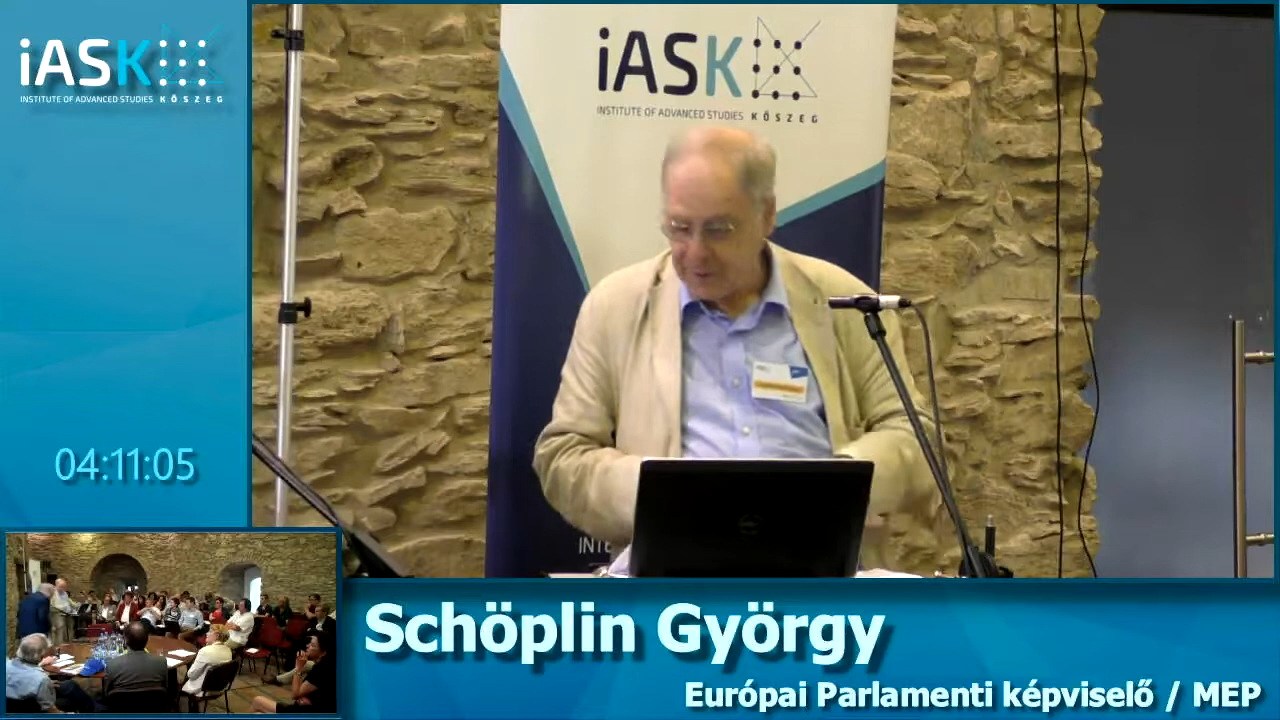 iASK
INSTITUTE OF ADVANCED STUDIES KŐSZEG
iASK
INSTITUTE OF ADVANCED STUDIES KŐSZEG
04:11:05
INTE
Schöplin György
Európai Parlamenti képviselő / MEP